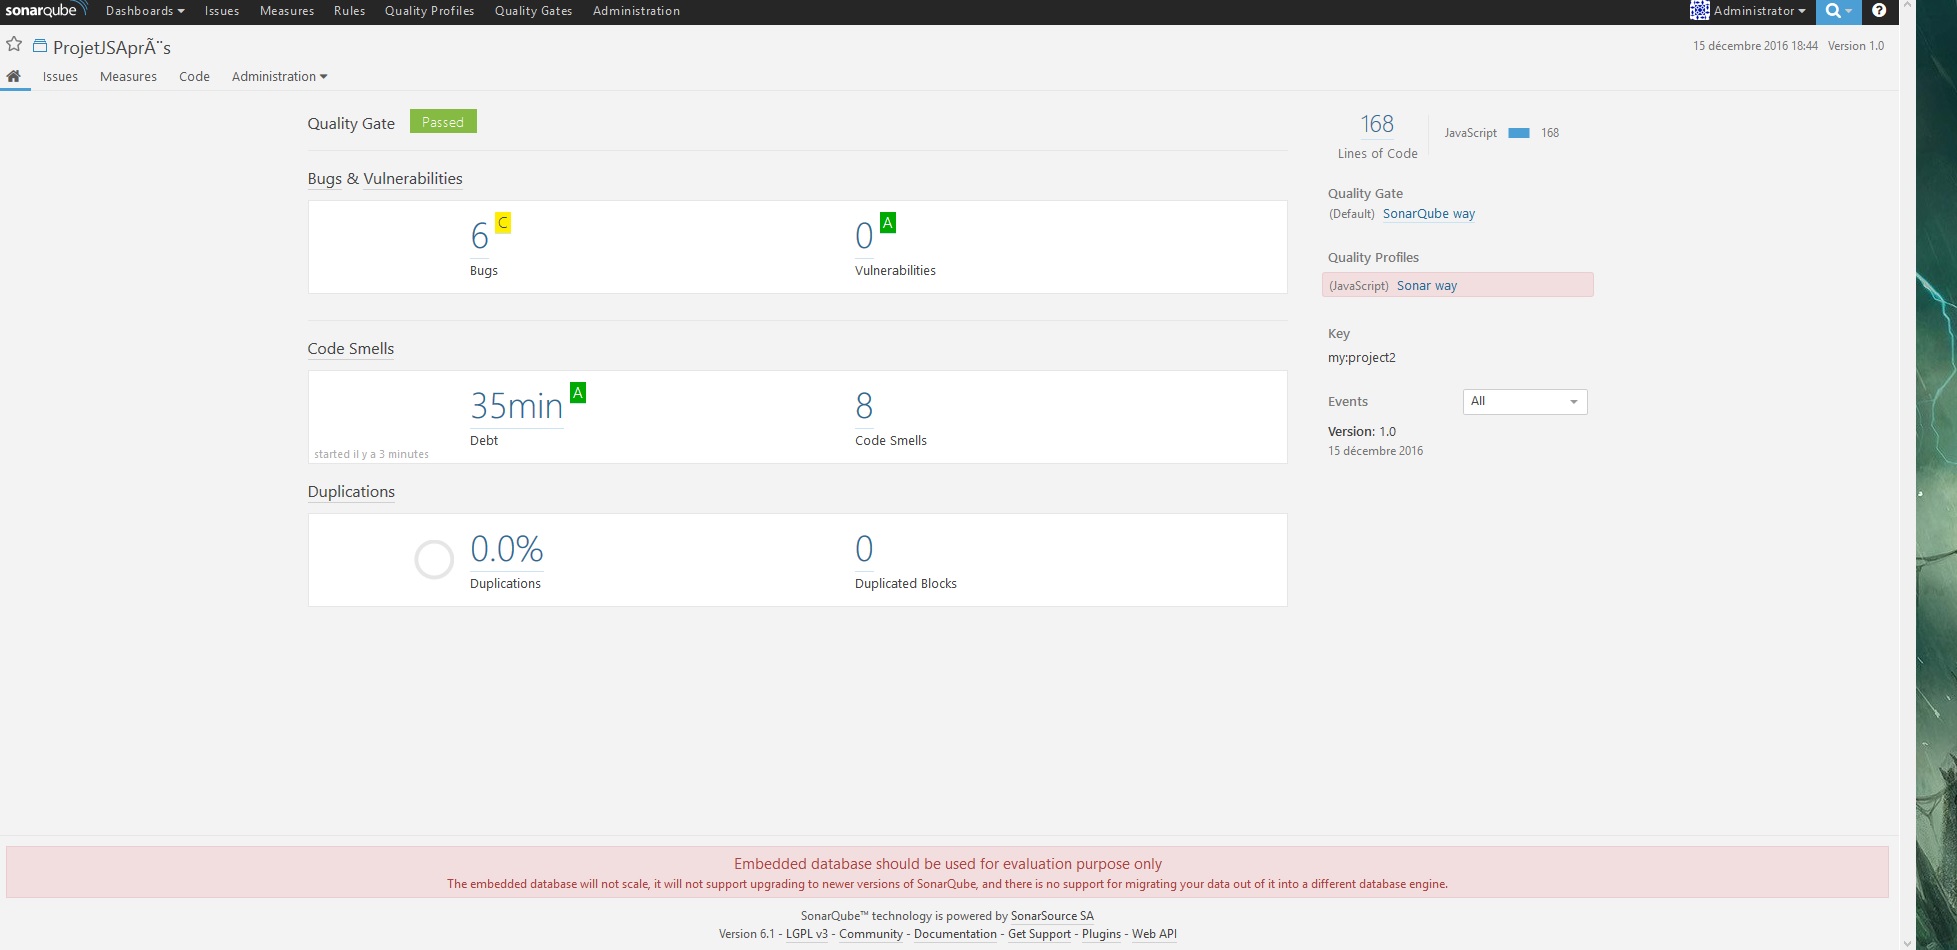 sonarqube Dashboards Issues Measures Rules Quality Profiles Quality Gates Administration Administrator
ProjetJSAprÃ¨s
15 décembre 2016 18:44 Version 1.0
Issues Measures Code Administration
Quality Gate Passed
168
Lines of Code
JavaScript 168
Quality Gate
(Default) SonarQube way
Quality Profiles
(JavaScript) Sonar way
Key
my:project2
Events All
Version: 1.0
15 décembre 2016
Bugs & Vulnerabilities
6 C
Bugs
0 A
Vulnerabilities
Code Smells
35min A
Debt
8
Code Smells
started il y a 3 minutes
Duplications
0.0%
Duplications
0
Duplicated Blocks
Embedded database should be used for evaluation purpose only
The embedded database will not scale, it will not support upgrading to newer versions of SonarQube, and there is no support for migrating your data out of it into a different database engine.
SonarQube™ technology is powered by SonarSource SA
Version 6.1 - LGPL v3 - Community - Documentation - Get Support - Plugins - Web API